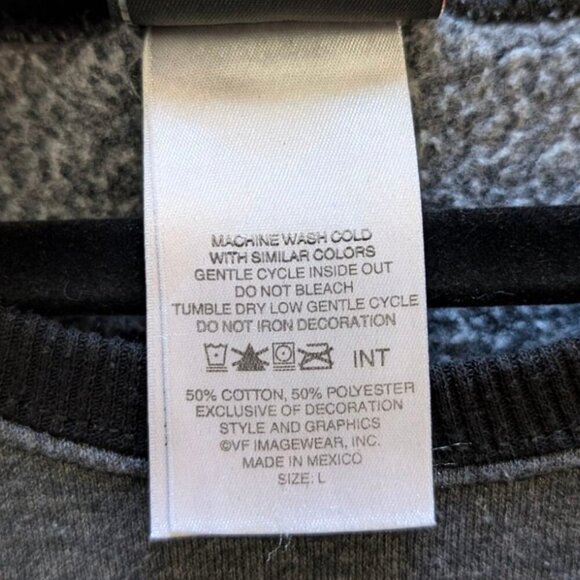 MACHINE WASH COLD
WITH SIMILAR COLORS
GENTLE CYCLE INSIDE OUT
DO NOT BLEACH
TUMBLE DRY LOW GENTLE CYCLE
DO NOT IRON DECORATION
INT
50% COTTON, 50% POLYESTER
EXCLUSIVE OF DECORATION
STYLE AND GRAPHICS
©VF IMAGEWEAR, INC.
MADE IN MEXICO
SIZE: L